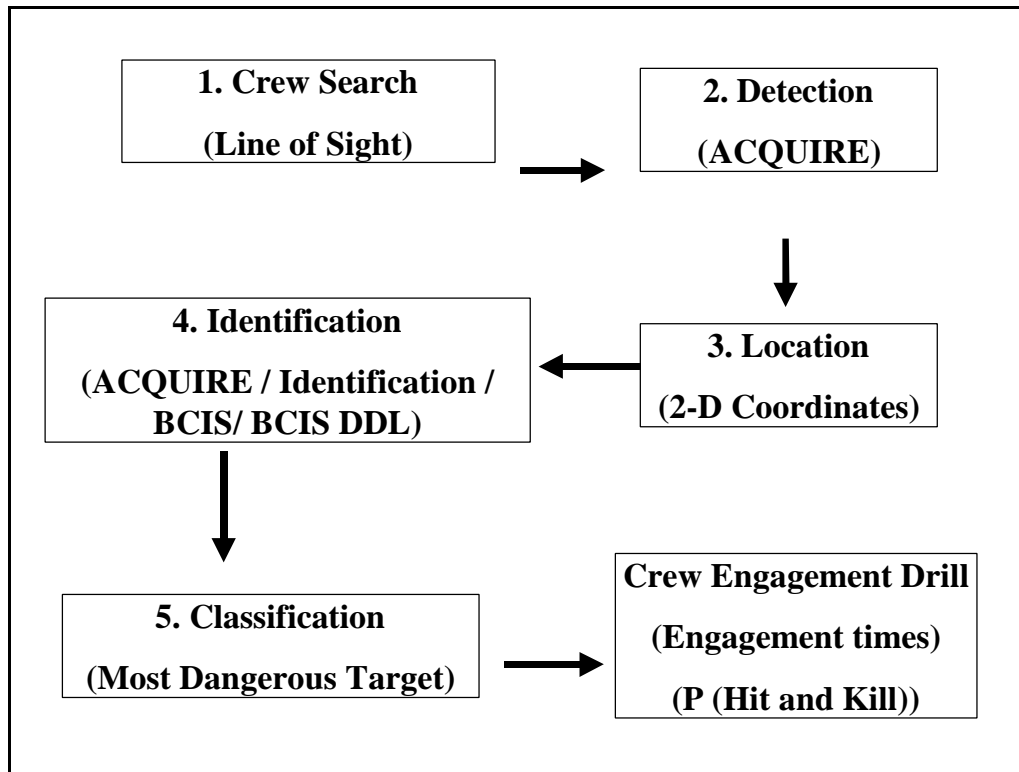 1. Crew Search
(Line of Sight)
2. Detection
(ACQUIRE)
3. Location
(2-D Coordinates)
4. Identification
(ACQUIRE / Identification /
BCIS/ BCIS DDL)
5. Classification
(Most Dangerous Target)
Crew Engagement Drill
(Engagement times)
(P (Hit and Kill))